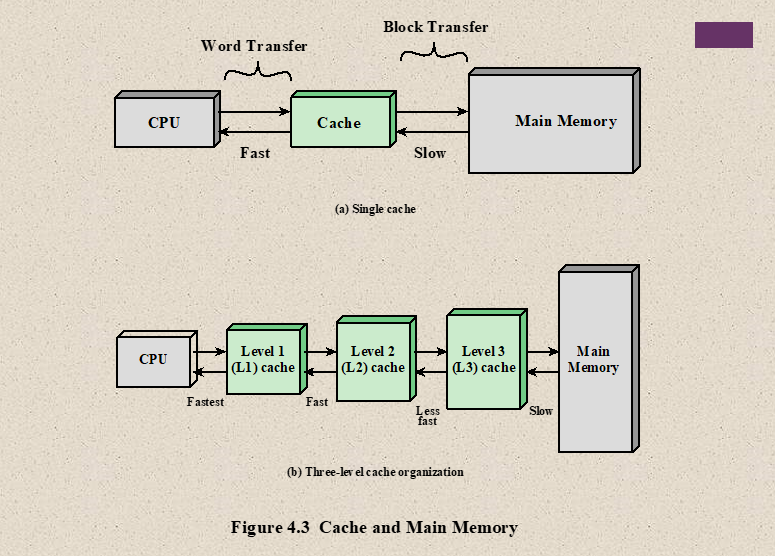 Block Transfer
Word Transfer
CPU
Cache
Main Memory
Fast
Slow
(a) Single cache
CPU
Level 1
(L1) cache
Level 2
(L2) cache
Level 3
(L3) cache
Main
Memory
Fastest
Fast
Less
fast
Slow
(b) Three-level cache organization
Figure 4.3 Cache and Main Memory